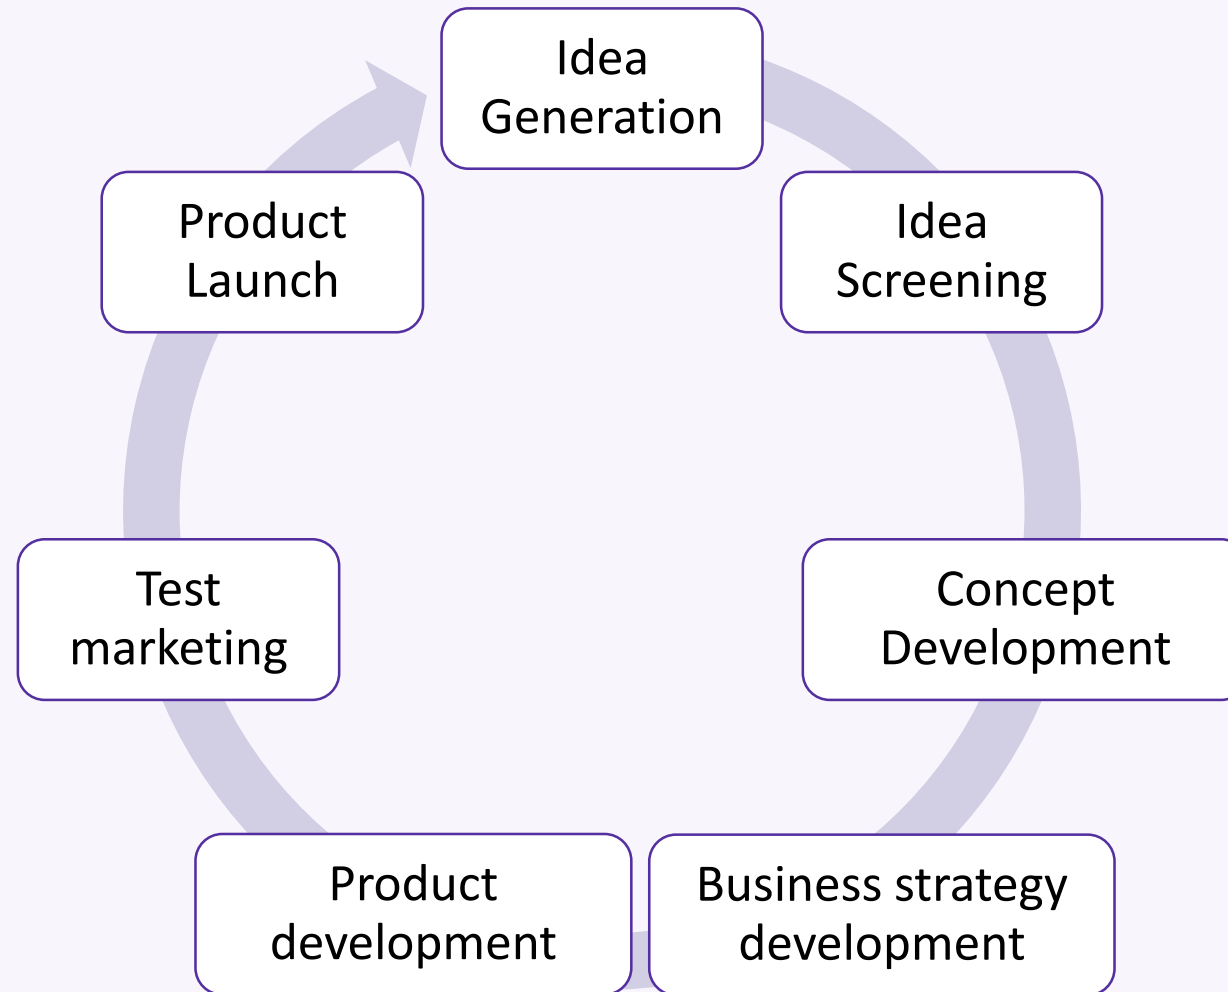 Idea
Generation
Idea
Screening
Concept
Development
Business strategy
development
Product
development
Test
marketing
Product
Launch